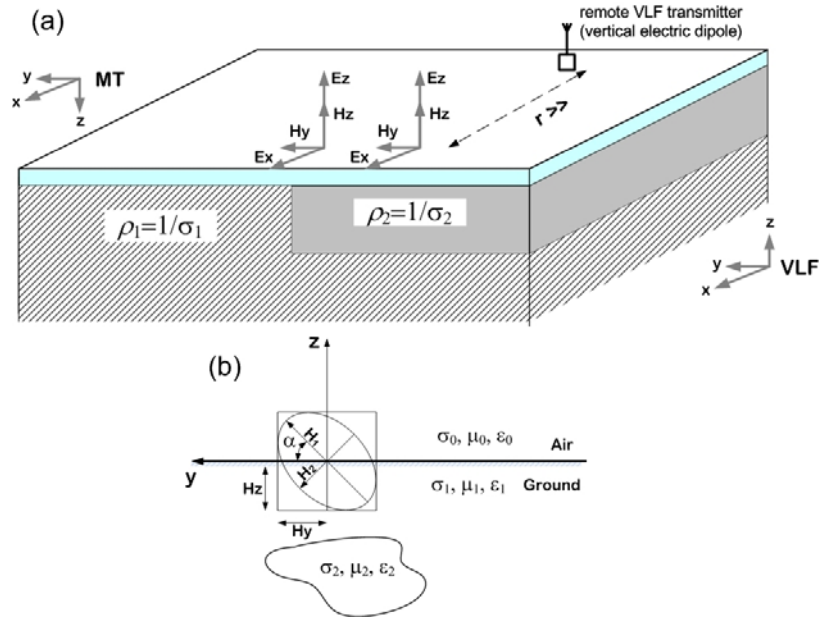 (a)
remote VLF transmitter
(vertical electric dipole)
y
MT
x
z
Ez
Ez
Hz
Hz
Hy
Hy
Ex
Ex
r >>
ρ₁=1/σ₁
ρ₂=1/σ₂
z
y
VLF
x
(b)
z
α
H₁
H₂
σ₀, μ₀, ε₀
Air
y
Hz
σ₁, μ₁, ε₁
Ground
Hy
σ₂, μ₂, ε₂